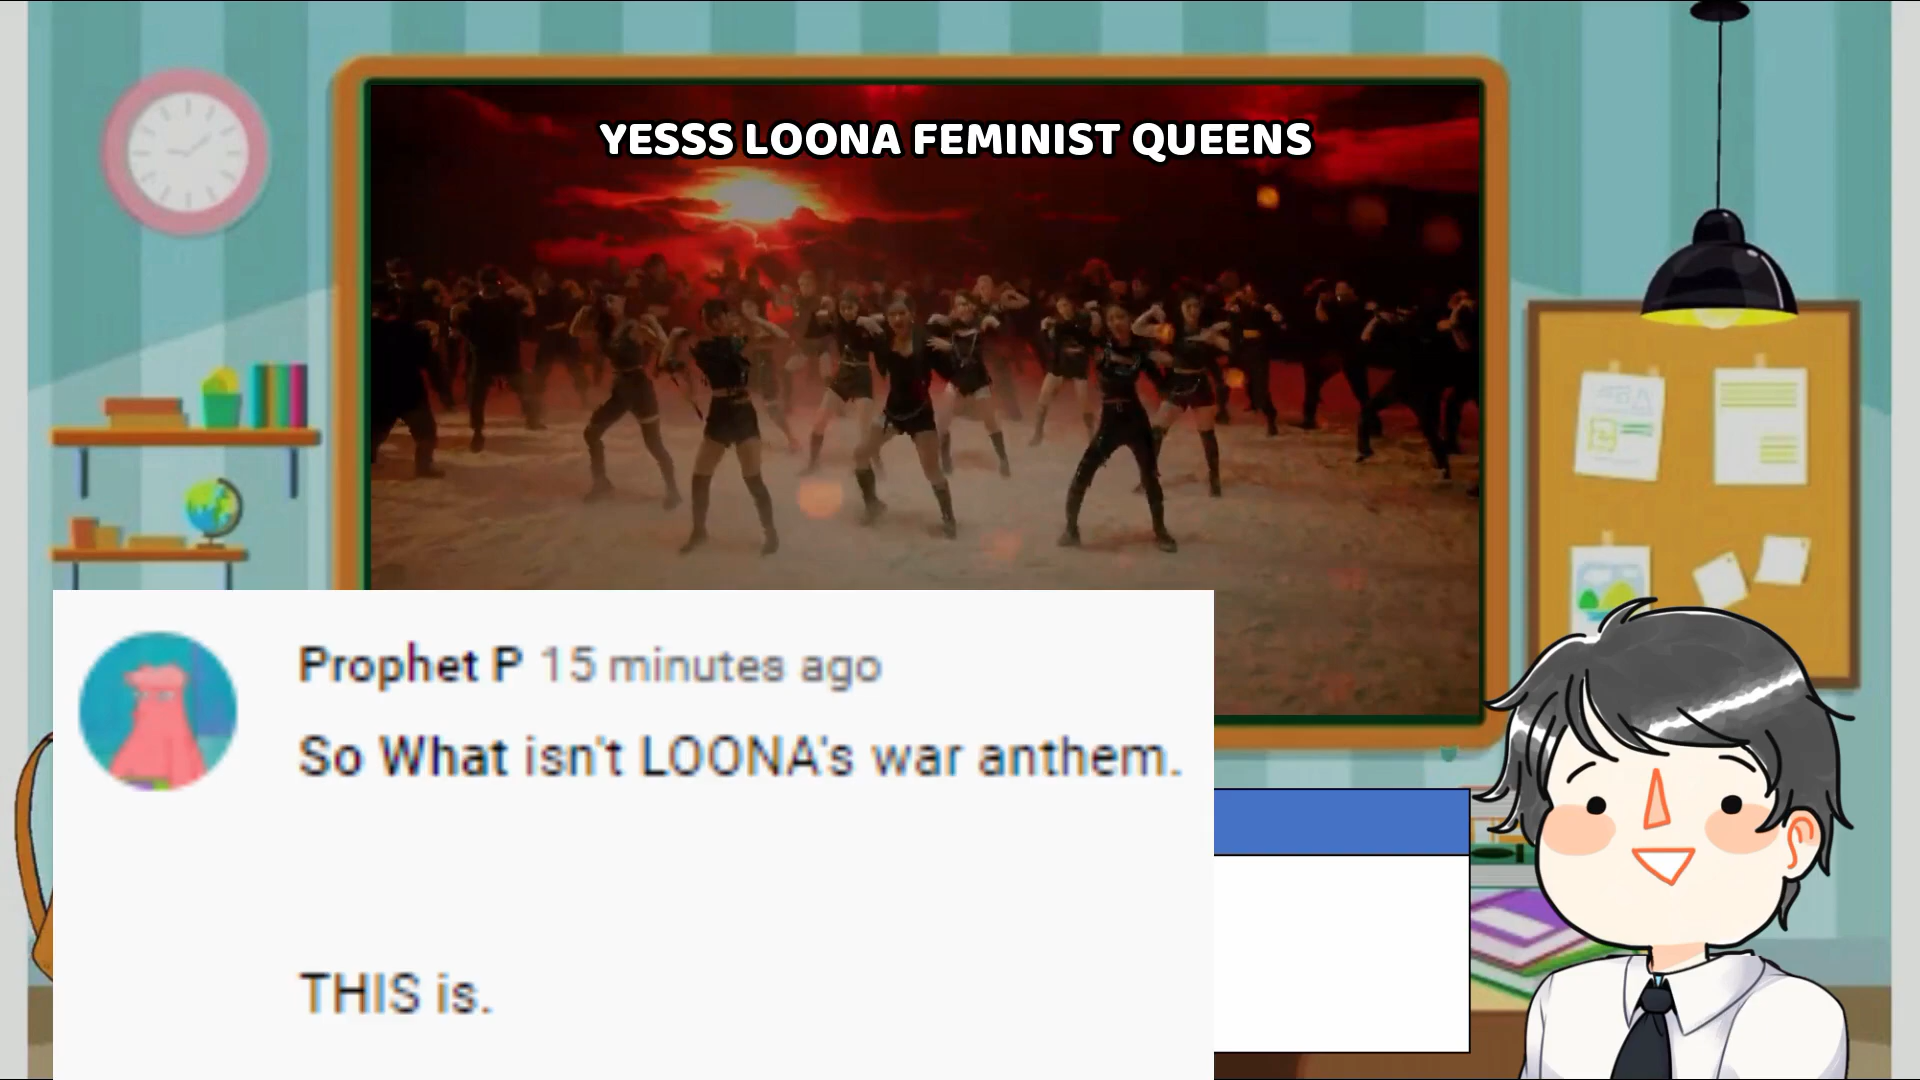 YESSS LOONA FEMINIST QUEENS
Prophet P 15 minutes ago
So What isn't LOONA's war anthem.
THIS is.